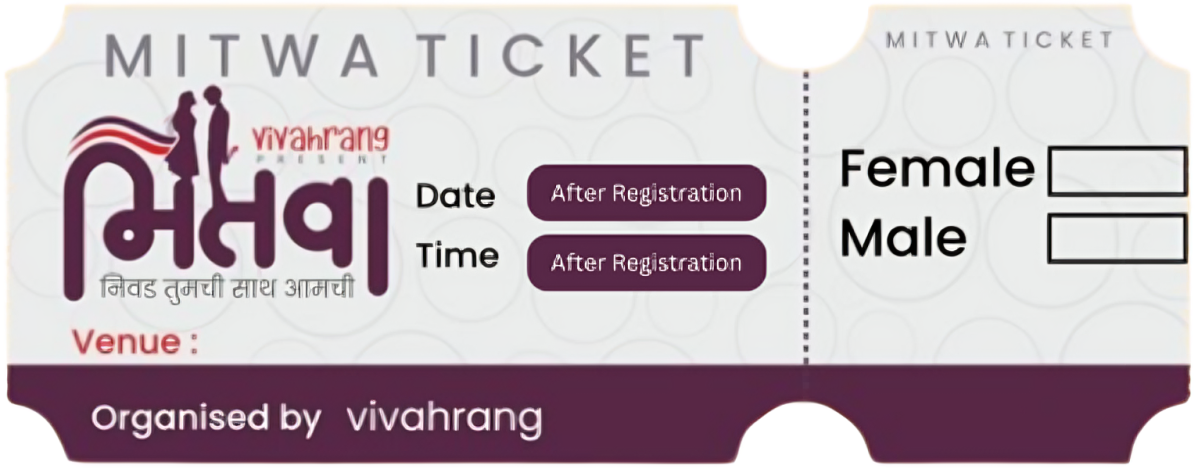 MITWA TICKET
vivahrang
PRESENT
मितवा
निवड तुमची साथ आमची
Date After Registration
Time After Registration
Venue :
Organised by vivahrang
MITWA TICKET
Female
Male